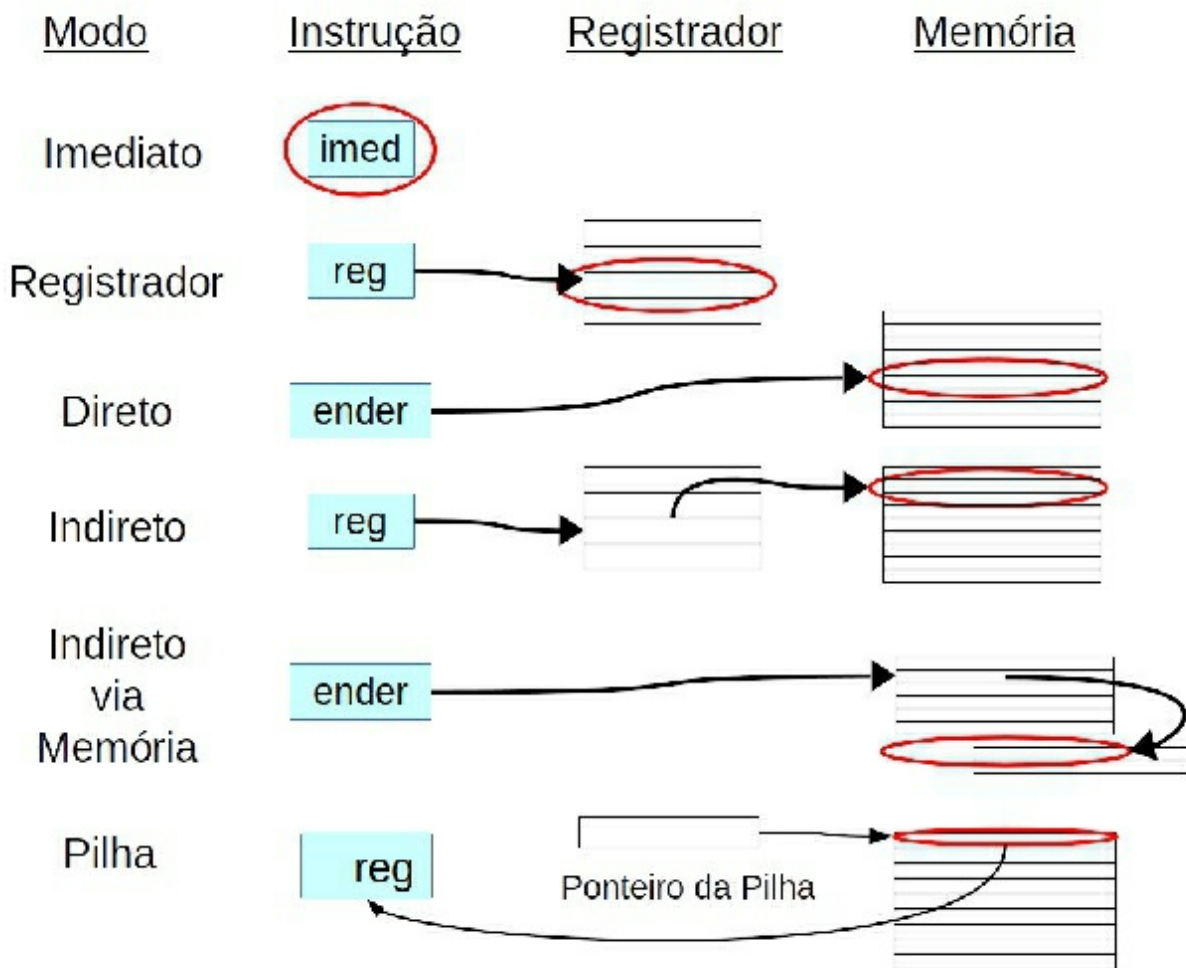 Modo Instrução Registrador Memória
Imediato imed
Registrador reg
Direto ender
Indireto reg
Indireto
via
Memória
ender
Pilha reg
Ponteiro da Pilha